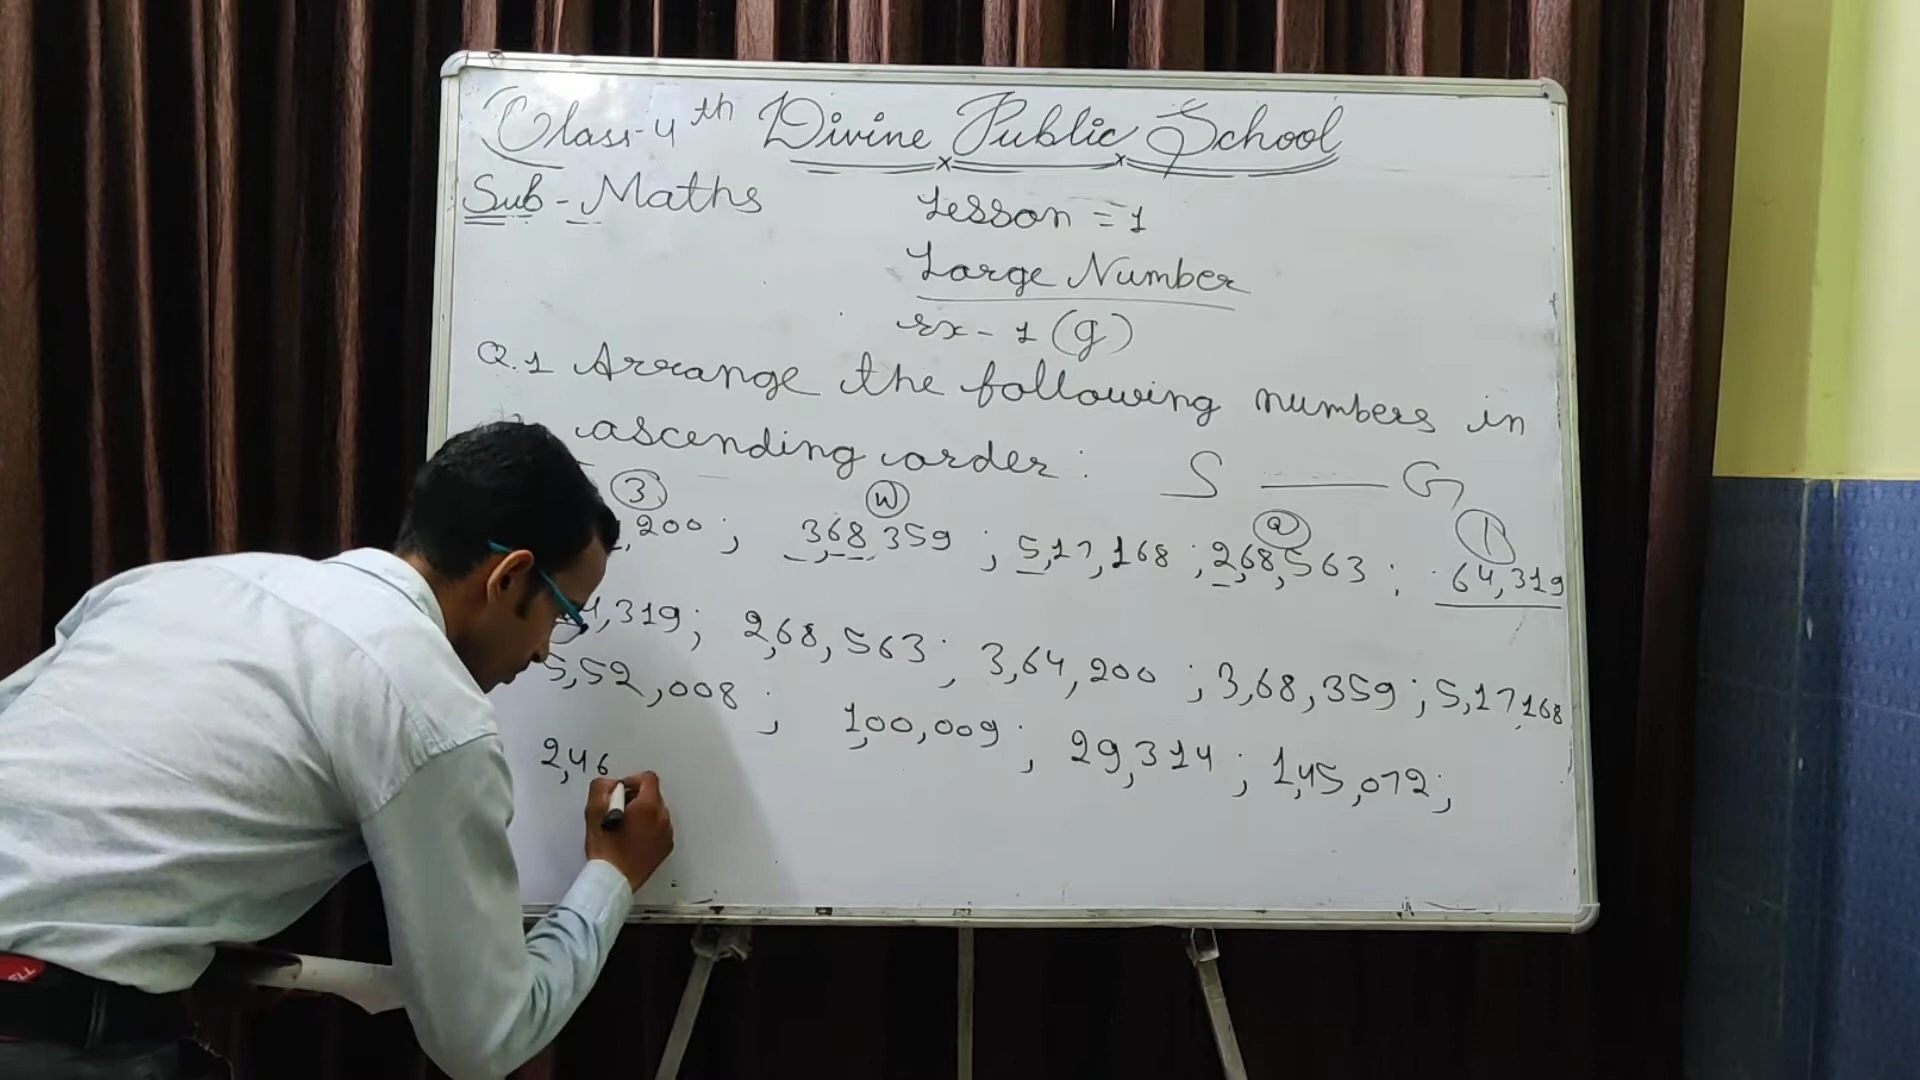 Class-4th Divine Public School
Sub - Maths
Lesson = 1
Large Number
Ex - 1 (g)
Q.1 Arrange the following numbers in
ascending order : S — G
3 W 2 1
,200 ; 3,68,359 ; 5,17,168 ; 2,68,563 ; 64,319
4,319 ; 2,68,563 ; 3,64,200 ; 3,68,359 ; 5,17,168
5,52,008 ; 1,00,009 ; 29,314 ; 1,45,072 ;
2,46